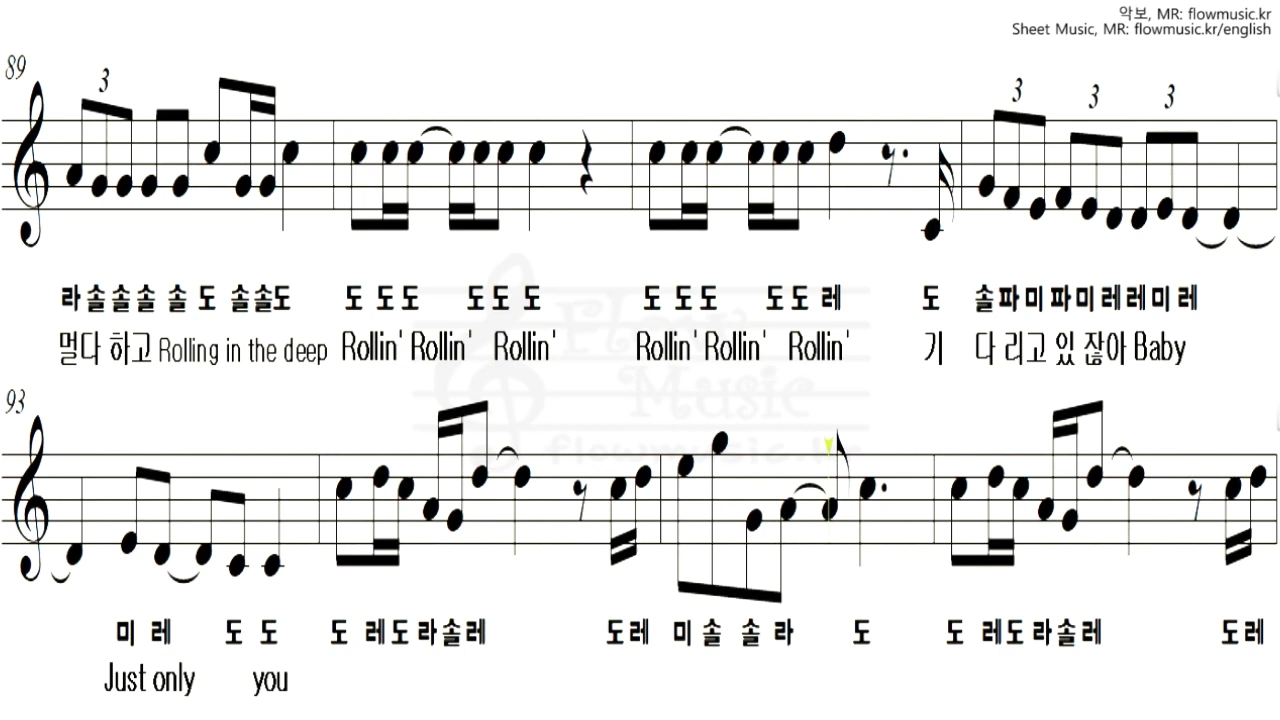 악보, MR: flowmusic.kr
Sheet Music, MR: flowmusic.kr/english
89
3 3 3 3
라 솔 솔 솔 솔 도 솔 솔 도 도 도 도 도 도 도 도 도 도 도 도 레 도 솔 파 미 파 미 레 레 미 레
멀다 하고 Rolling in the deep Rollin' Rollin' Rollin' Rollin' Rollin' Rollin' 기 다 리고 있 잖아 Baby
Flow
Music
flowmusic.kr
93
미 레 도 도 도 레 도 라 솔 레 도 레 미 솔 솔 라 도 도 레 도 라 솔 레 도 레
Just only you